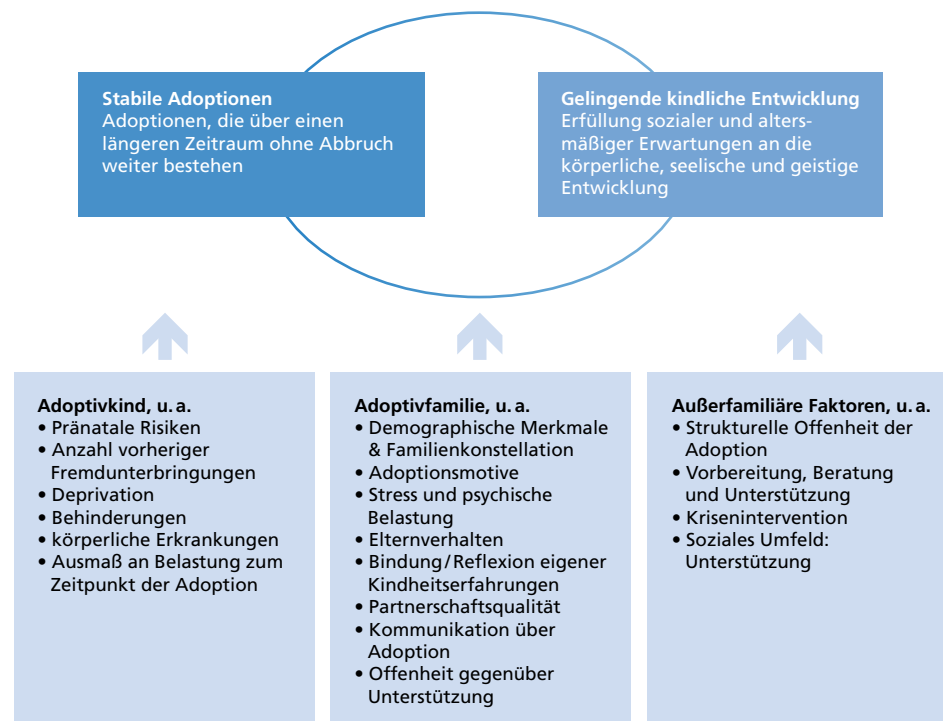 Stabile Adoptionen
Adoptionen, die über einen
längeren Zeitraum ohne Abbruch
weiter bestehen
Gelingende kindliche Entwicklung
Erfüllung sozialer und alters-
mäßiger Erwartungen an die
körperliche, seelische und geistige
Entwicklung
Adoptivkind, u. a.
• Pränatale Risiken
• Anzahl vorheriger
Fremdunterbringungen
• Deprivation
• Behinderungen
• körperliche Erkrankungen
• Ausmaß an Belastung zum
Zeitpunkt der Adoption
Adoptivfamilie, u. a.
• Demographische Merkmale
& Familienkonstellation
• Adoptionsmotive
• Stress und psychische
Belastung
• Elternverhalten
• Bindung/Reflexion eigener
Kindheitserfahrungen
• Partnerschaftsqualität
• Kommunikation über
Adoption
• Offenheit gegenüber
Unterstützung
Außerfamiliäre Faktoren, u. a.
• Strukturelle Offenheit der
Adoption
• Vorbereitung, Beratung
und Unterstützung
• Krisenintervention
• Soziales Umfeld:
Unterstützung